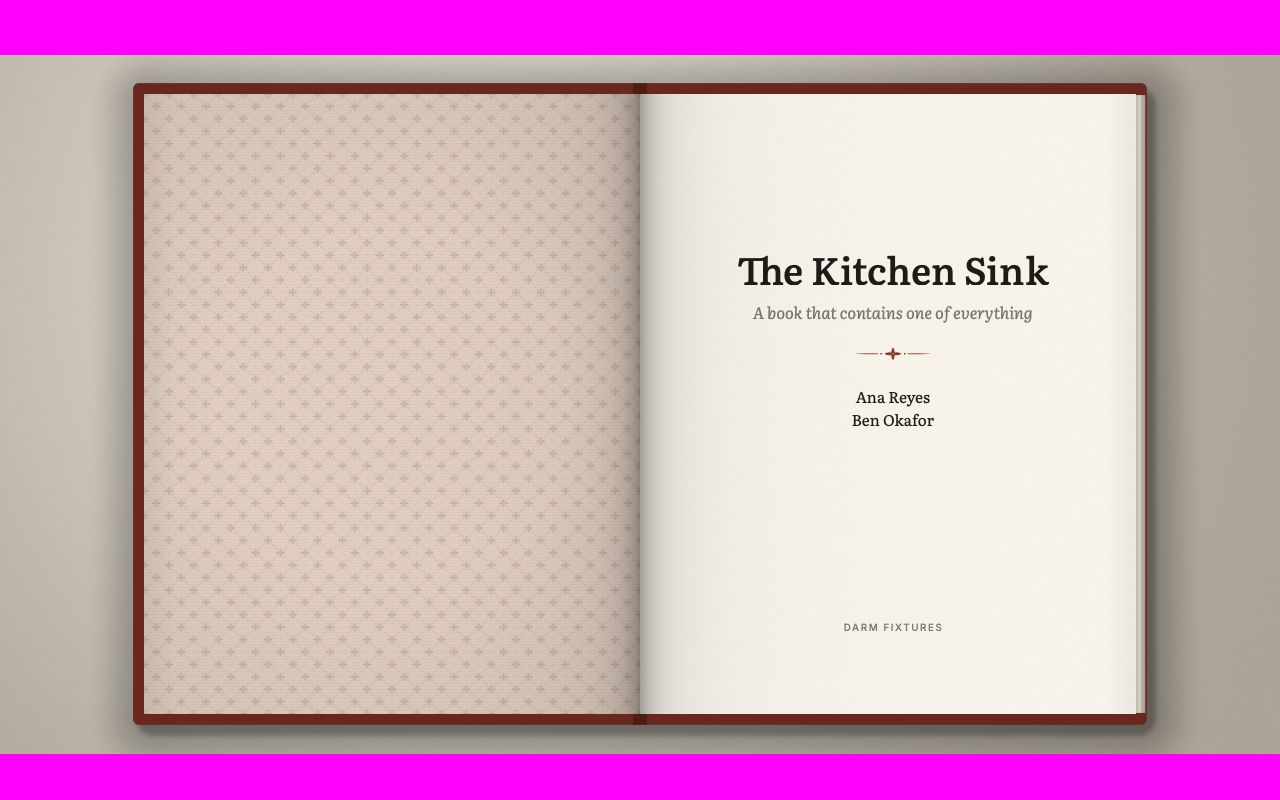 The Kitchen Sink
A book that contains one of everything
Ana Reyes
Ben Okafor
DARM FIXTURES